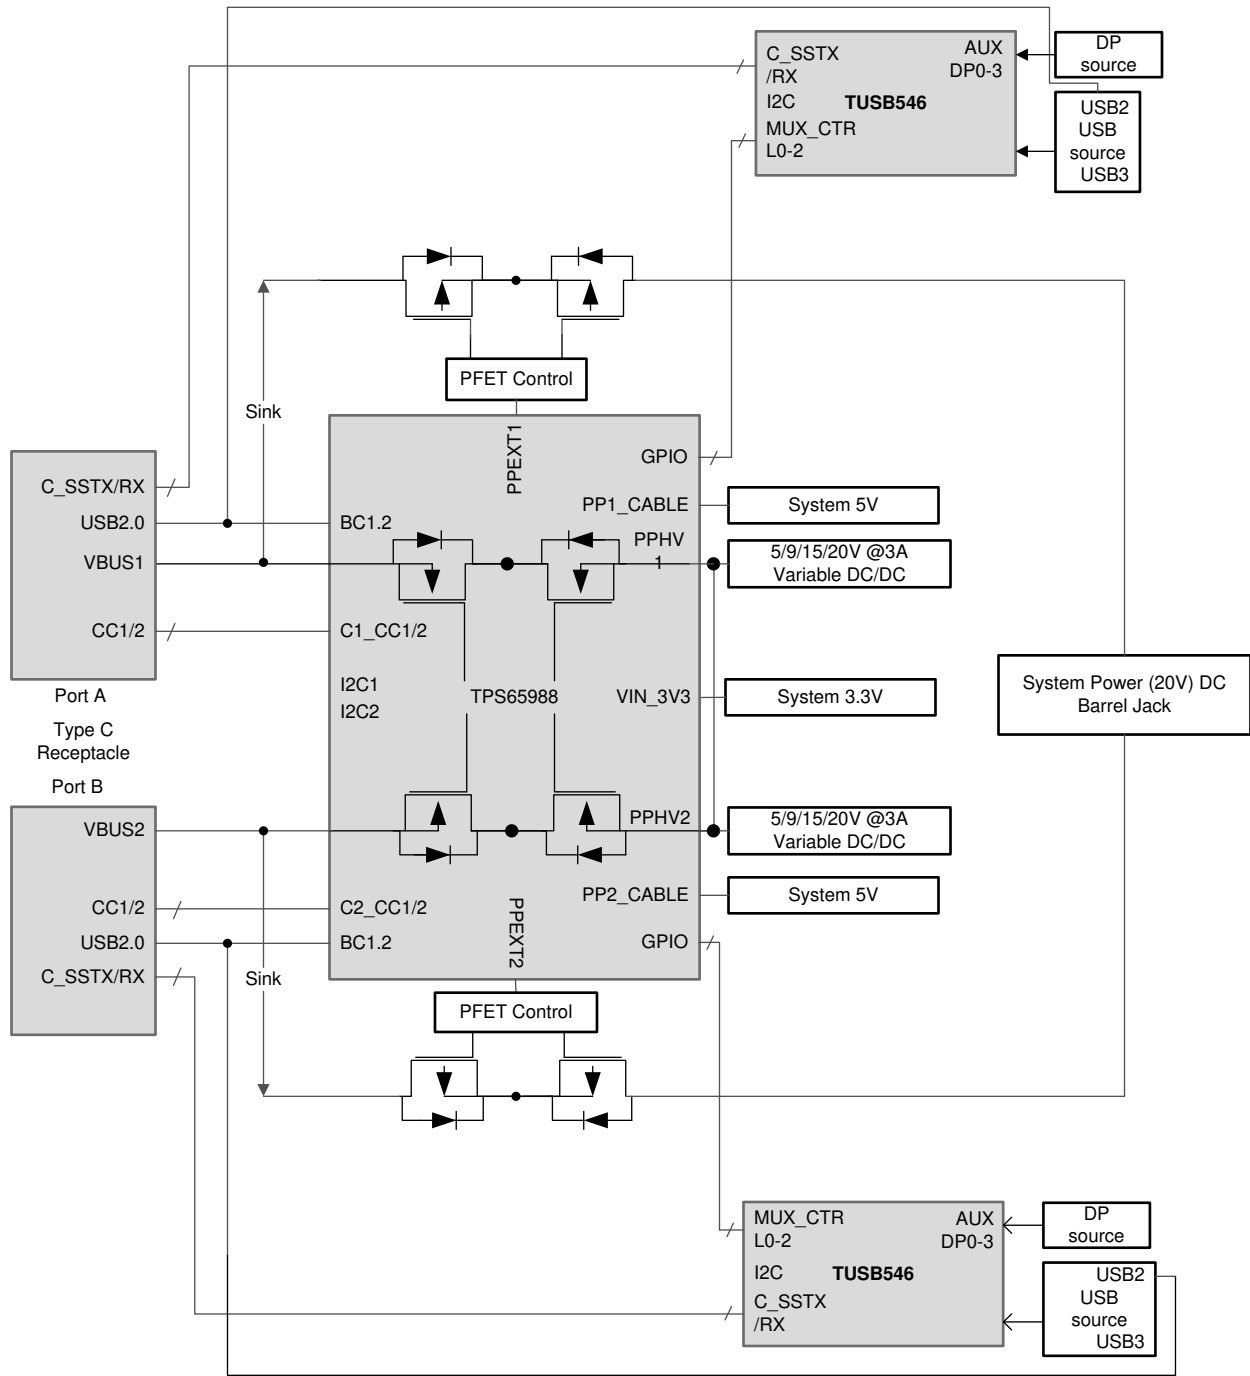 C_SSTX
/RX
I2C
TUSB546
MUX_CTR
L0-2
AUX
DP0-3
DP
source
USB2
USB
source
USB3
PFET Control
Sink
PPEXT1
GPIO
C_SSTX/RX
USB2.0
VBUS1
CC1/2
Port A
Type C
Receptacle
Port B
BC1.2
C1_CC1/2
I2C1
I2C2
TPS65988
PP1_CABLE
System 5V
PPHV
1
5/9/15/20V @3A
Variable DC/DC
VIN_3V3
System 3.3V
System Power (20V) DC
Barrel Jack
VBUS2
CC1/2
USB2.0
C_SSTX/RX
PPHV2
5/9/15/20V @3A
Variable DC/DC
PP2_CABLE
System 5V
C2_CC1/2
BC1.2
PPEXT2
GPIO
Sink
PFET Control
MUX_CTR
L0-2
I2C
TUSB546
C_SSTX
/RX
AUX
DP0-3
DP
source
USB2
USB
source
USB3